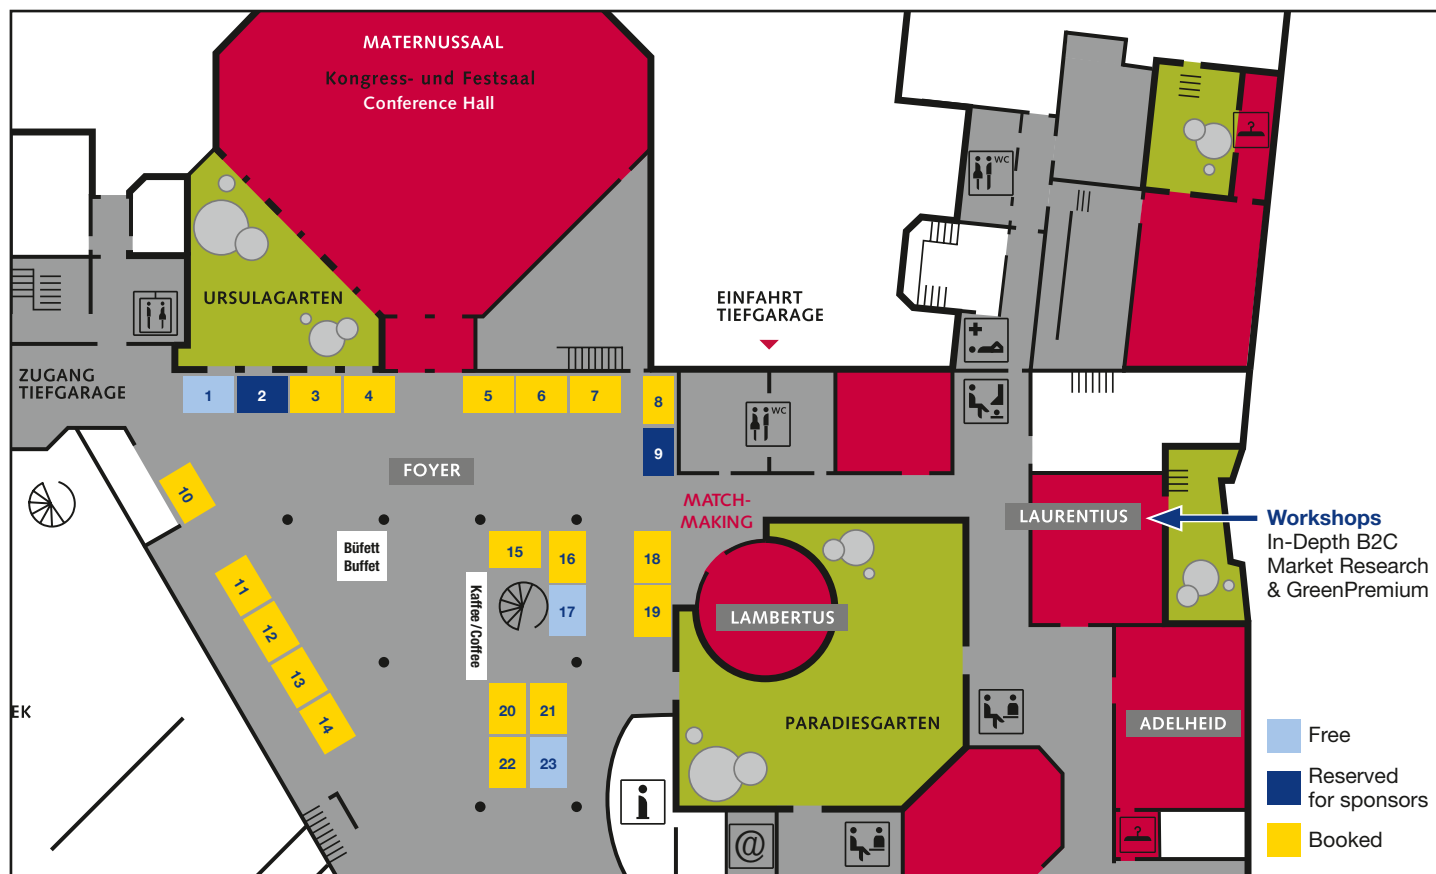 MATERNUSSAAL
Kongress- und Festsaal
Conference Hall
?
WC
URSULAGARTEN
EINFAHRT
TIEFGARAGE
ZUGANG
TIEFGARAGE
1
2
3
4
5
6
7
8
9
WC
FOYER
10
MATCH-
MAKING
LAURENTIUS
Workshops
In-Depth B2C
Market Research
& GreenPremium
Büfett
Buffet
15
16
17
18
19
Kaffee / Coffee
11
12
13
14
LAMBERTUS
20
21
22
23
EK
PARADIESGARTEN
ADELHEID
i
@
?
Free
Reserved
for sponsors
Booked